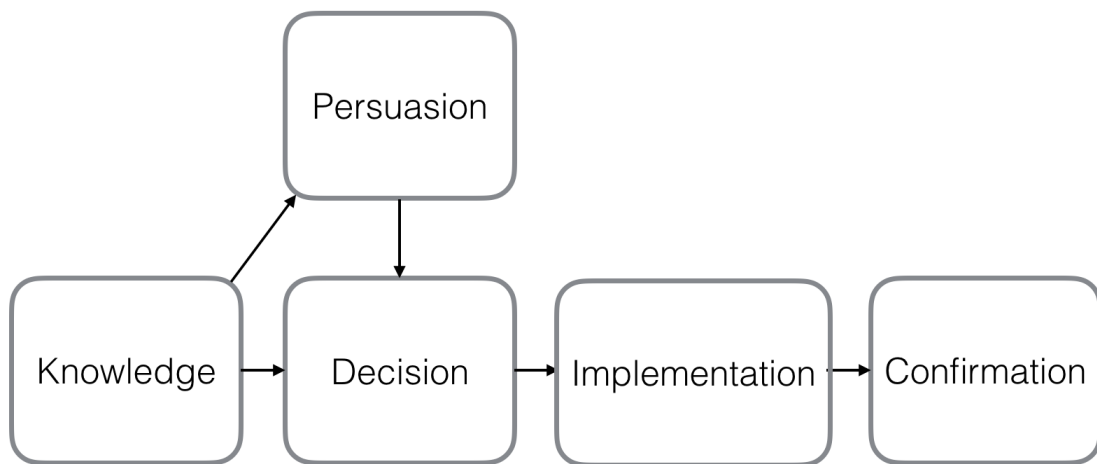 Persuasion
Knowledge
Decision
Implementation
Confirmation